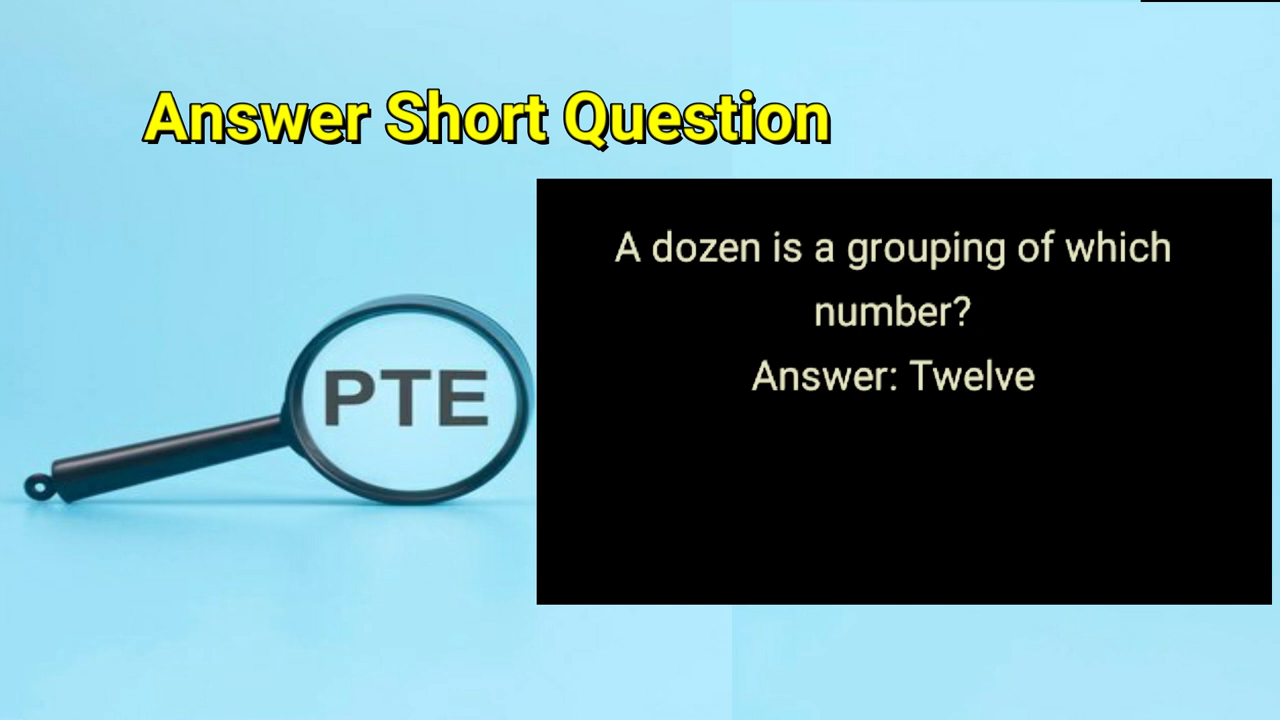 Answer Short Question
A dozen is a grouping of which
number?
Answer: Twelve
PTE